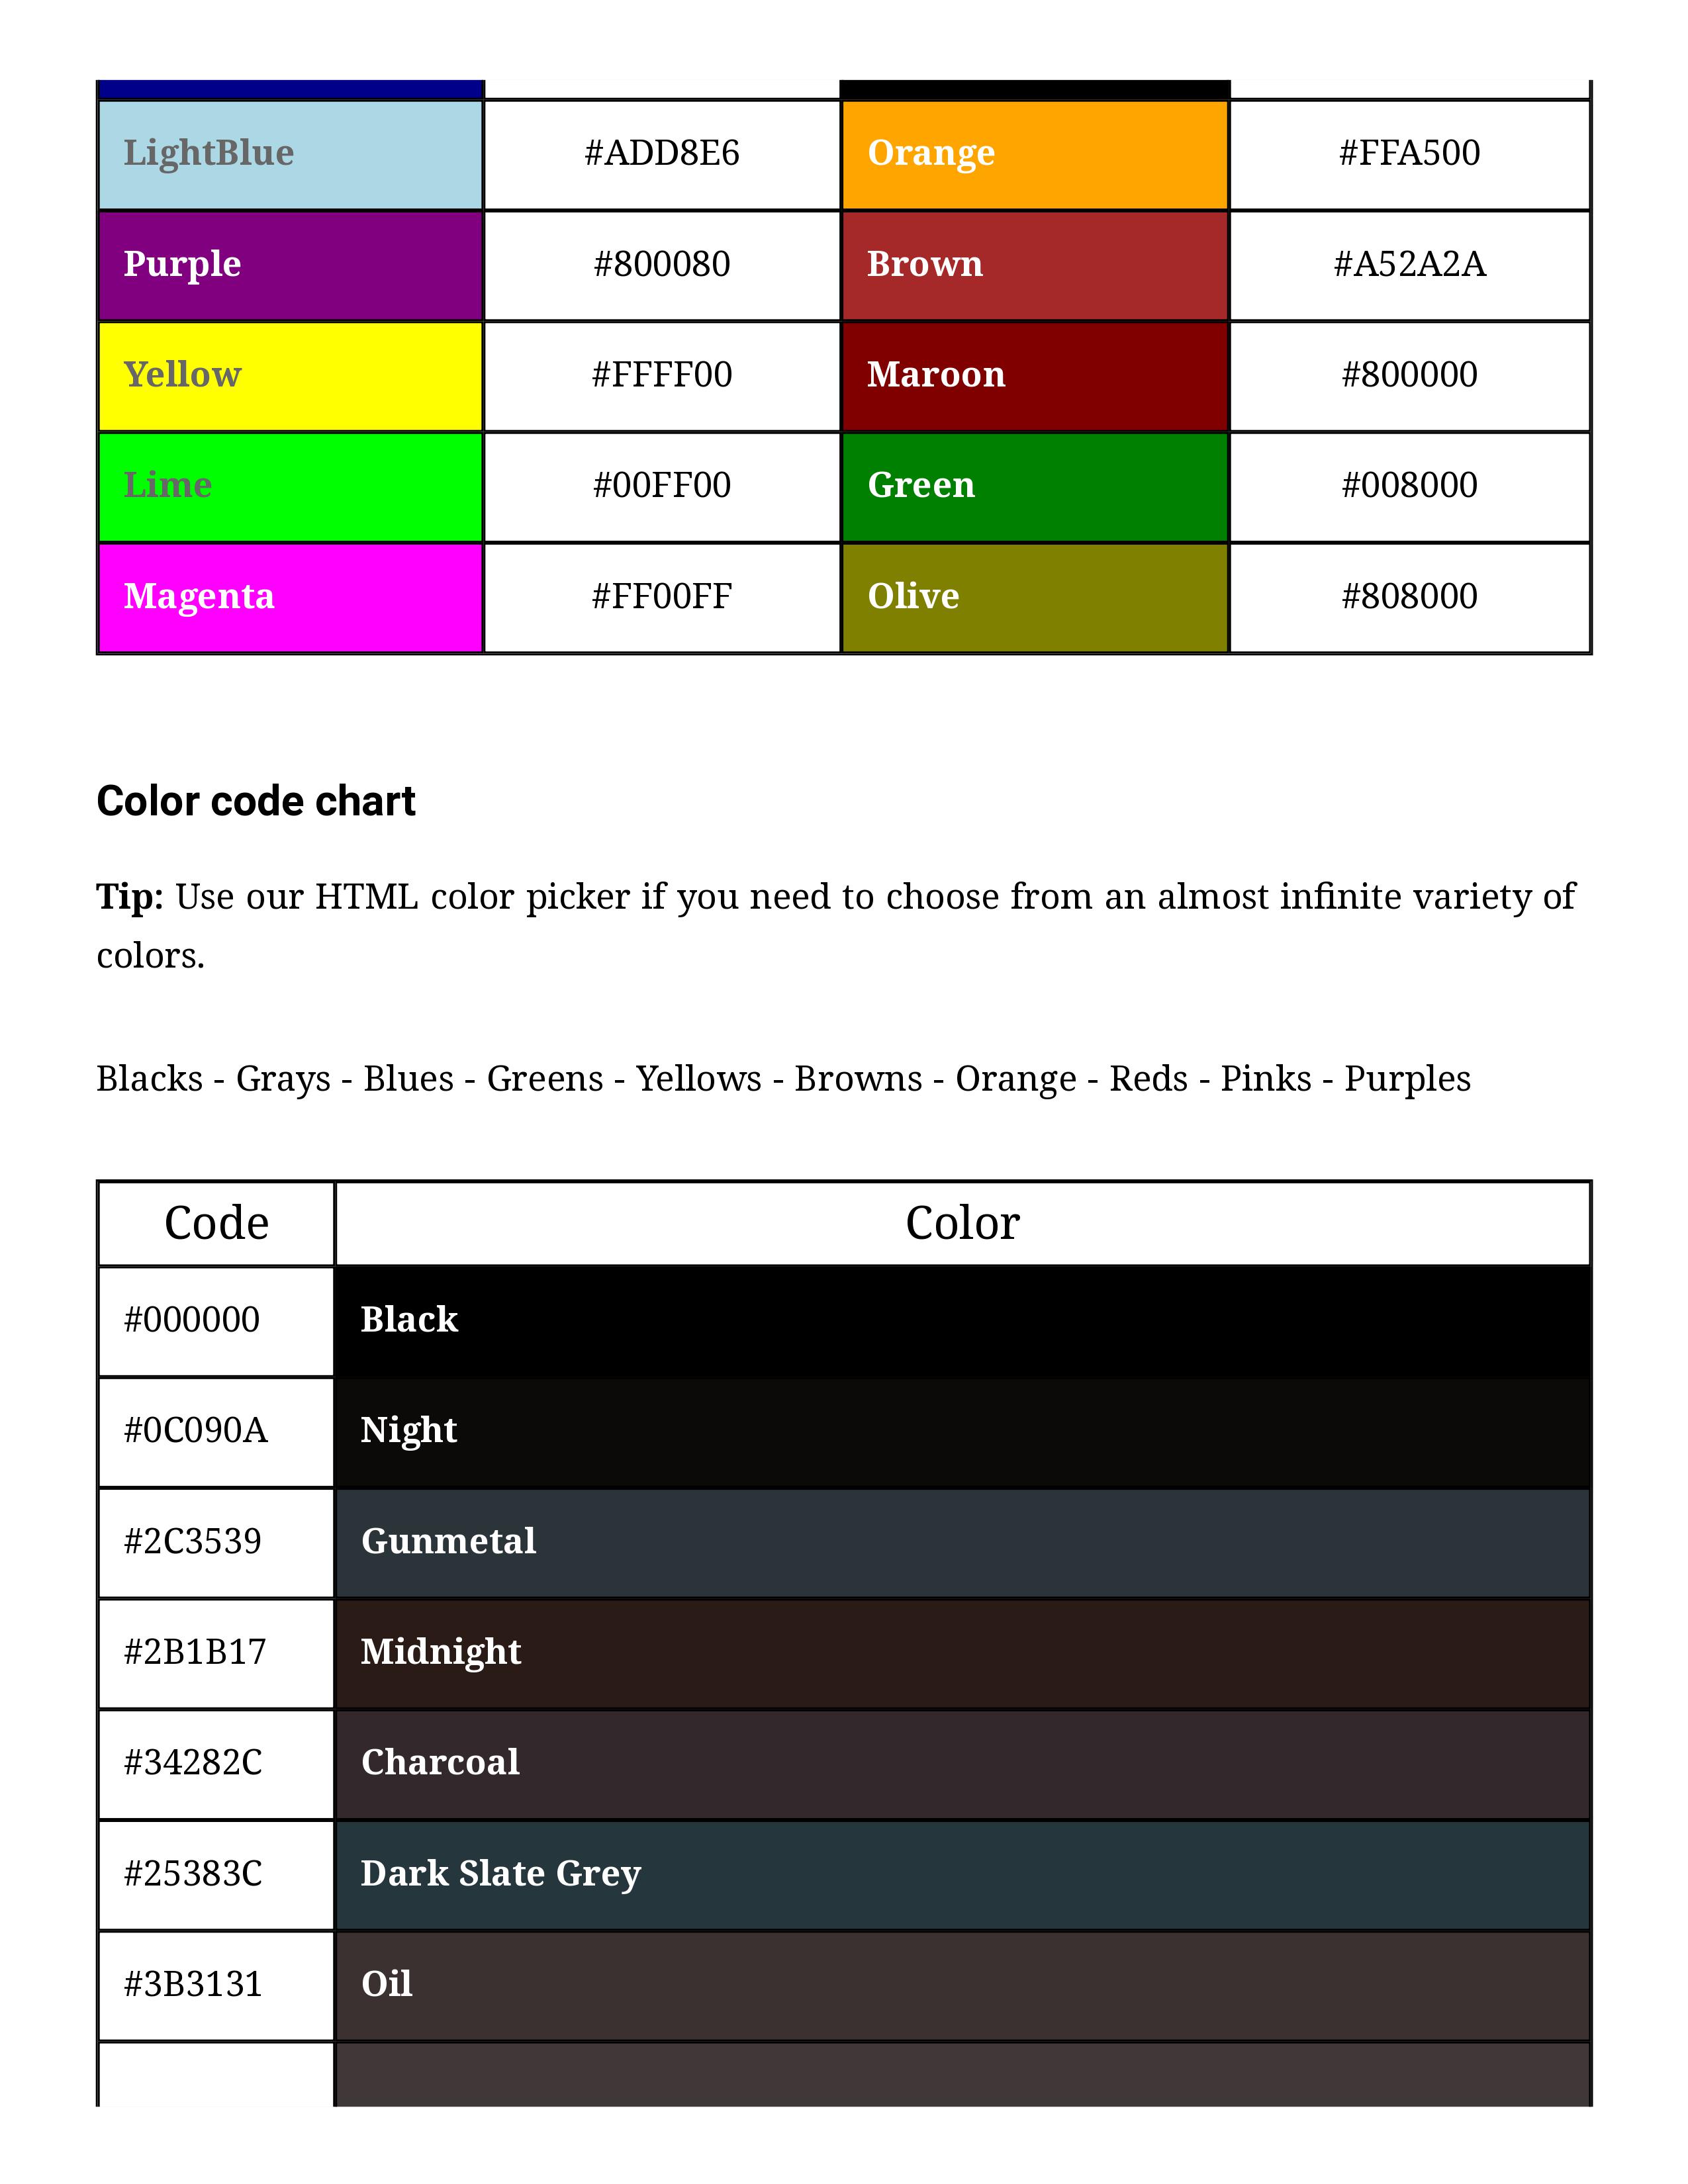 LightBlue #ADD8E6 Orange #FFA500
Purple #800080 Brown #A52A2A
Yellow #FFFF00 Maroon #800000
Lime #00FF00 Green #008000
Magenta #FF00FF Olive #808000
Color code chart
Tip: Use our HTML color picker if you need to choose from an almost infinite variety of
colors.
Blacks - Grays - Blues - Greens - Yellows - Browns - Orange - Reds - Pinks - Purples
Code Color
#000000 Black
#0C090A Night
#2C3539 Gunmetal
#2B1B17 Midnight
#34282C Charcoal
#25383C Dark Slate Grey
#3B3131 Oil